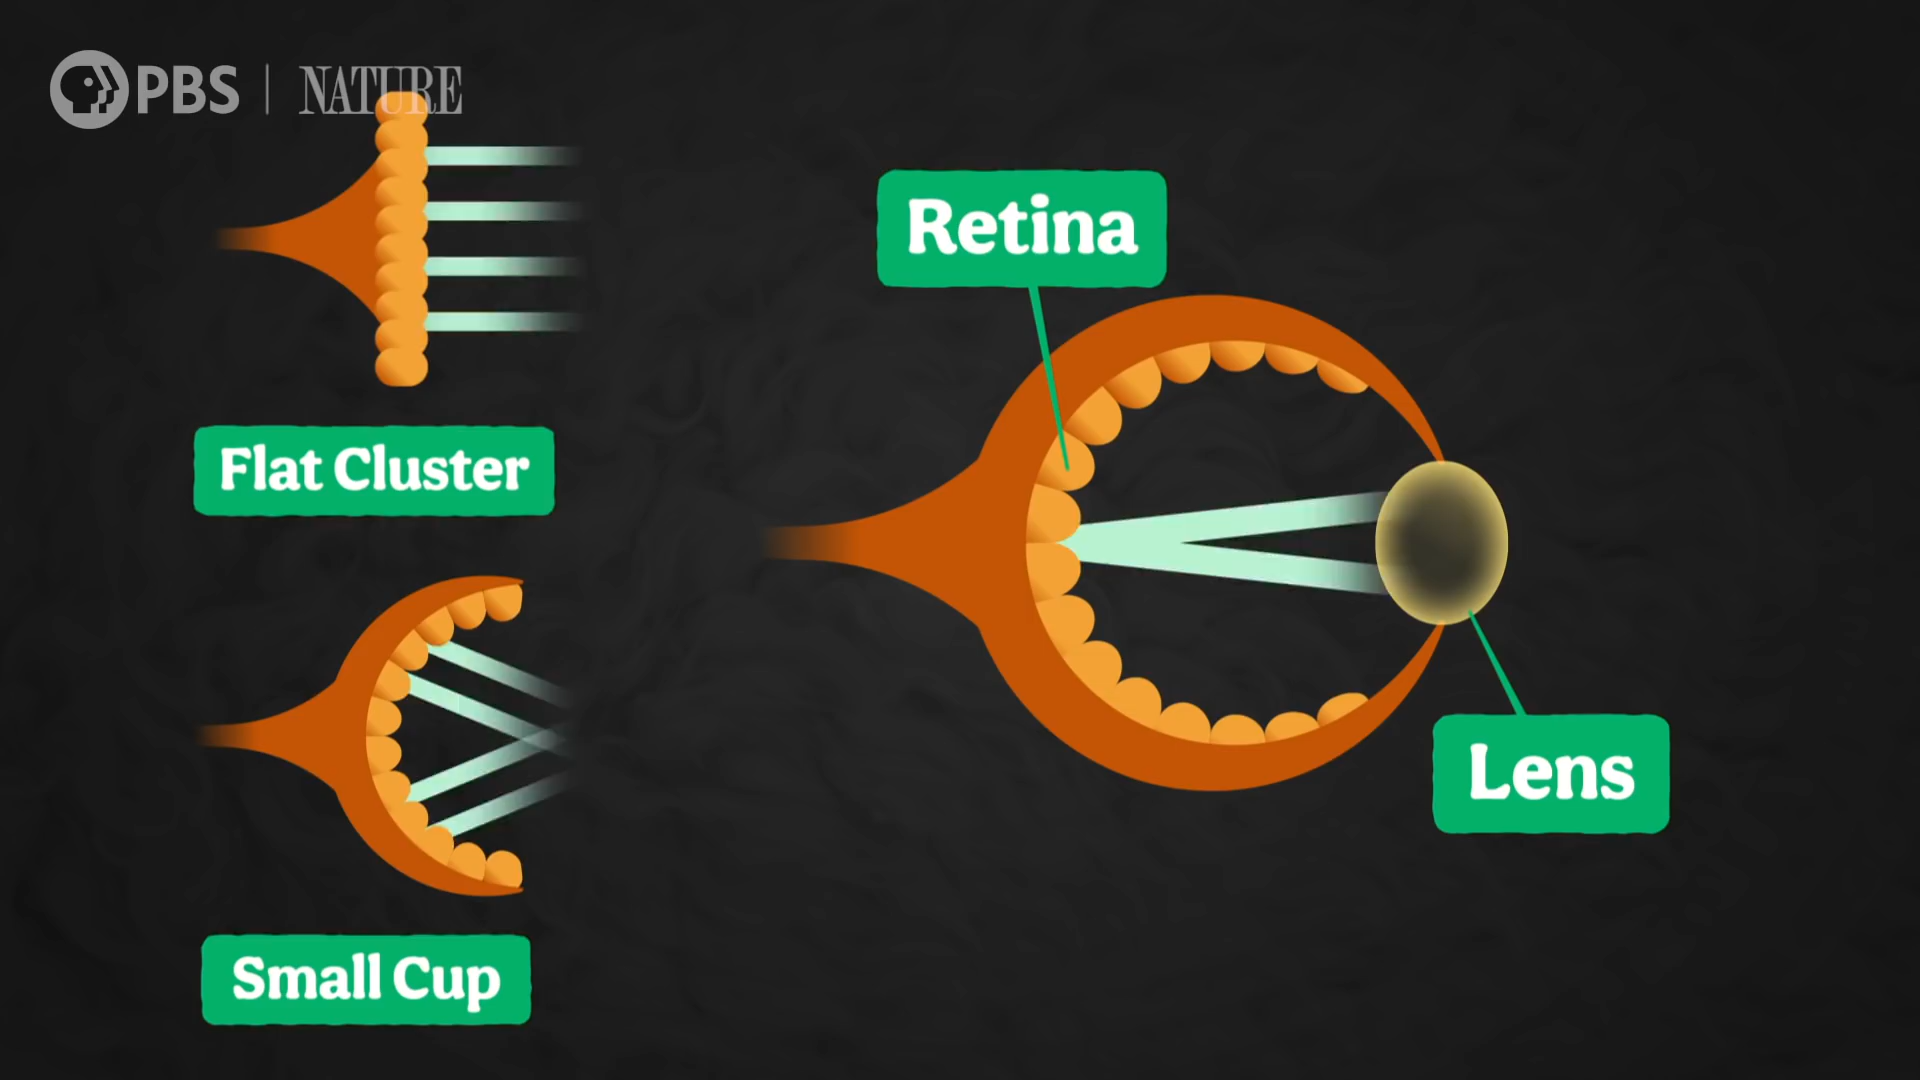 PBS | NATURE
Retina
Flat Cluster
Lens
Small Cup